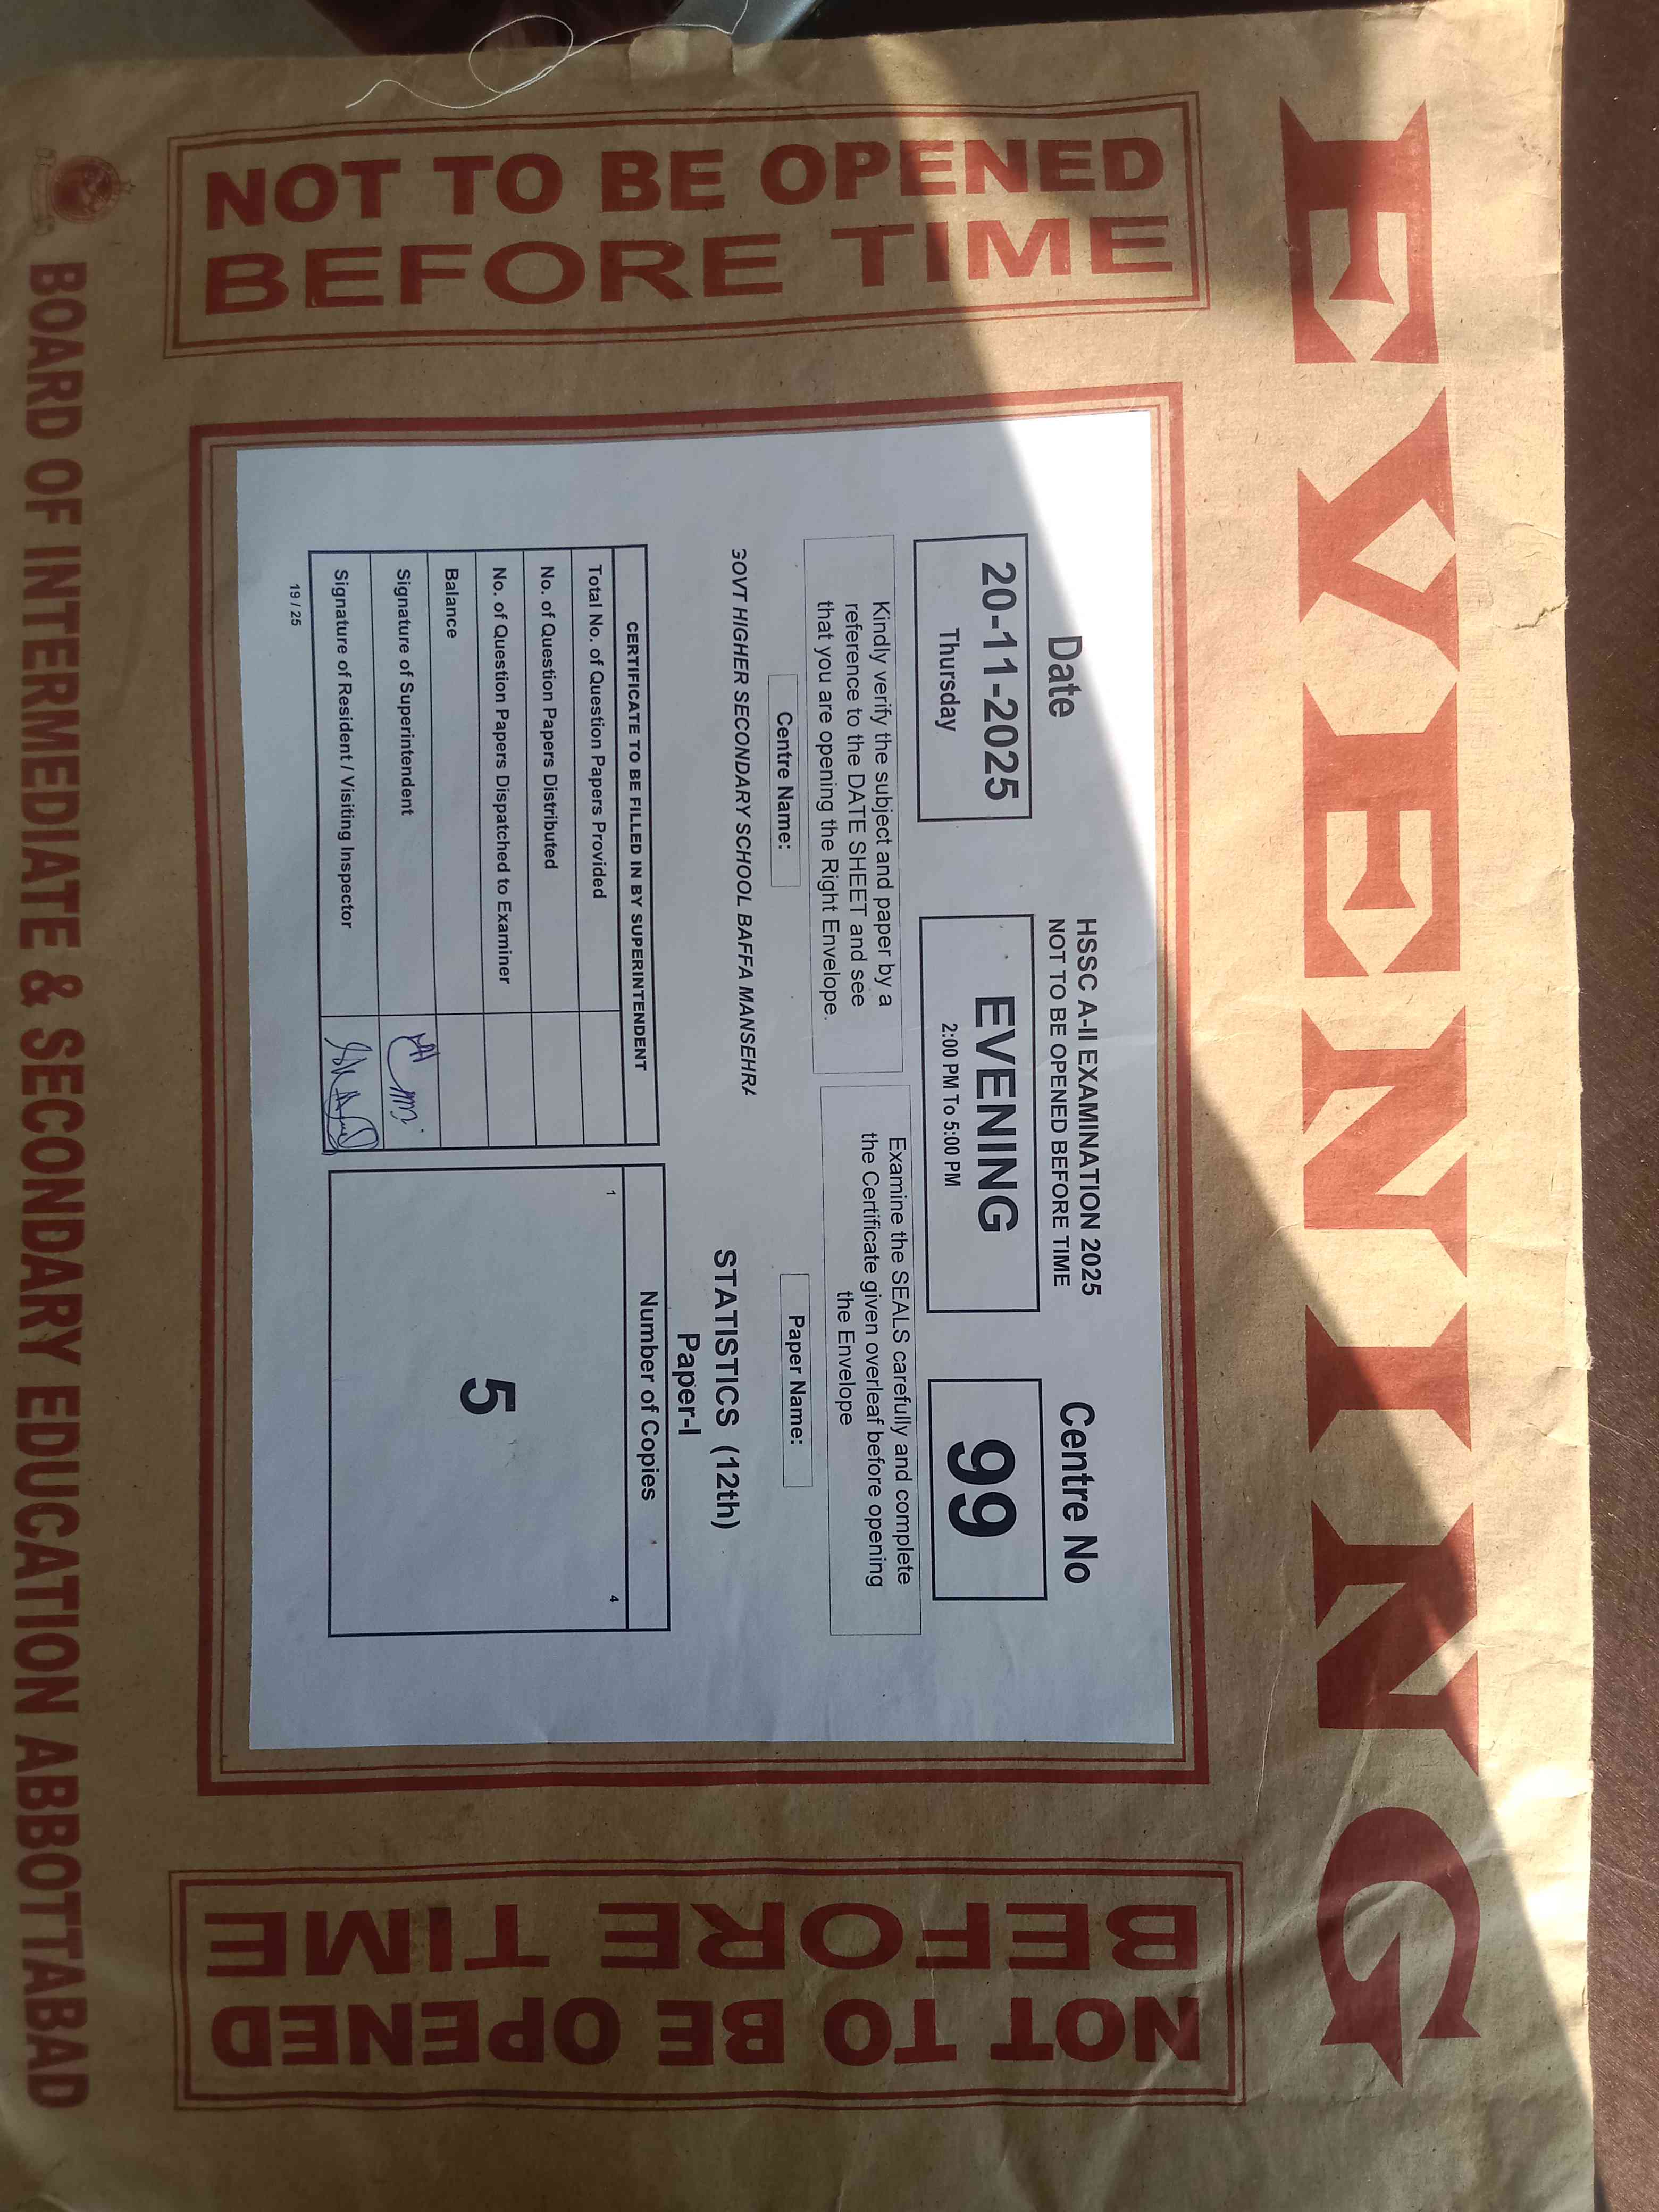 EVENING
NOT TO BE OPENED
BEFORE TIME
Date
20-11-2025
Thursday
HSSC A-II EXAMINATION 2025
NOT TO BE OPENED BEFORE TIME
EVENING
2:00 PM To 5:00 PM
Centre No
99
Kindly verify the subject and paper by a
reference to the DATE SHEET and see
that you are opening the Right Envelope.
Examine the SEALS carefully and complete
the Certificate given overleaf before opening
the Envelope
Centre Name:
GOVT HIGHER SECONDARY SCHOOL BAFFA MANSEHRA
Paper Name:
STATISTICS (12th)
Paper-I
CERTIFICATE TO BE FILLED IN BY SUPERINTENDENT
Total No. of Question Papers Provided
No. of Question Papers Distributed
No. of Question Papers Dispatched to Examiner
Balance
Signature of Superintendent
Signature of Resident / Visiting Inspector
19 / 25
Number of Copies
1
4
5
NOT TO BE OPENED
BEFORE TIME
BOARD OF INTERMEDIATE & SECONDARY EDUCATION ABBOTTABAD